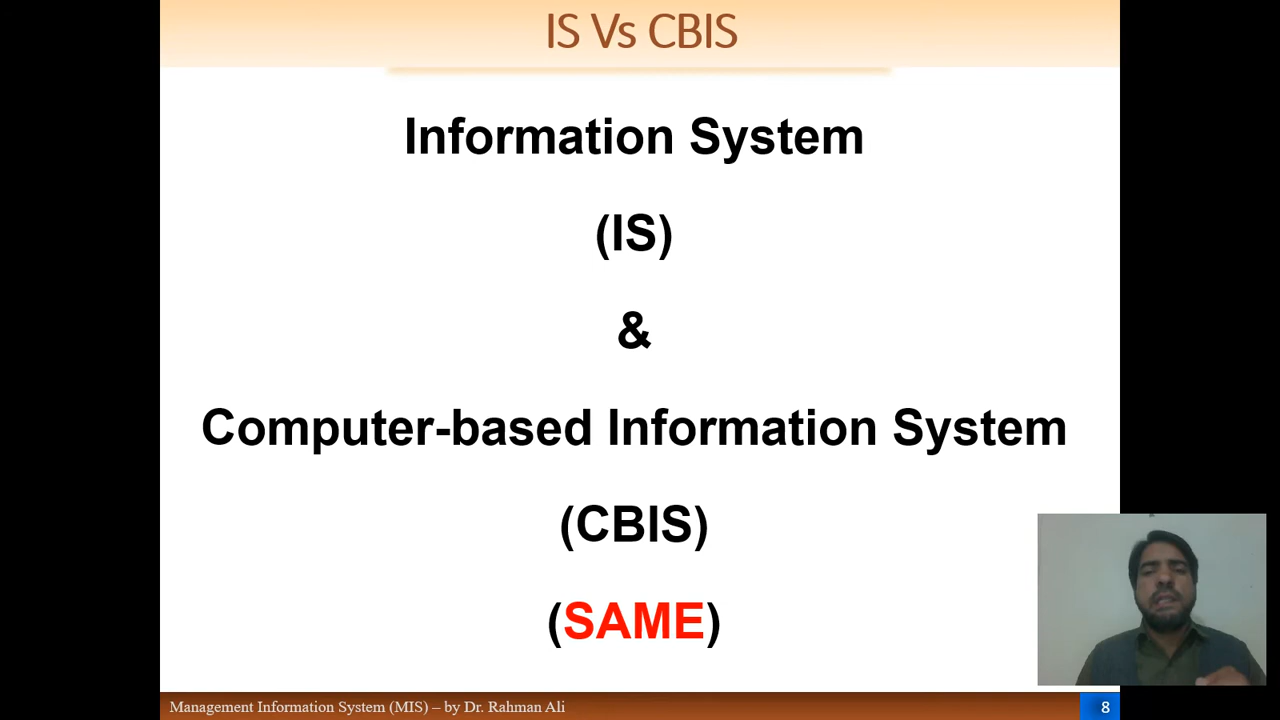 IS Vs CBIS
Information System
(IS)
&
Computer-based Information System
(CBIS)
(SAME)
Management Information System (MIS) – by Dr. Rahman Ali
8